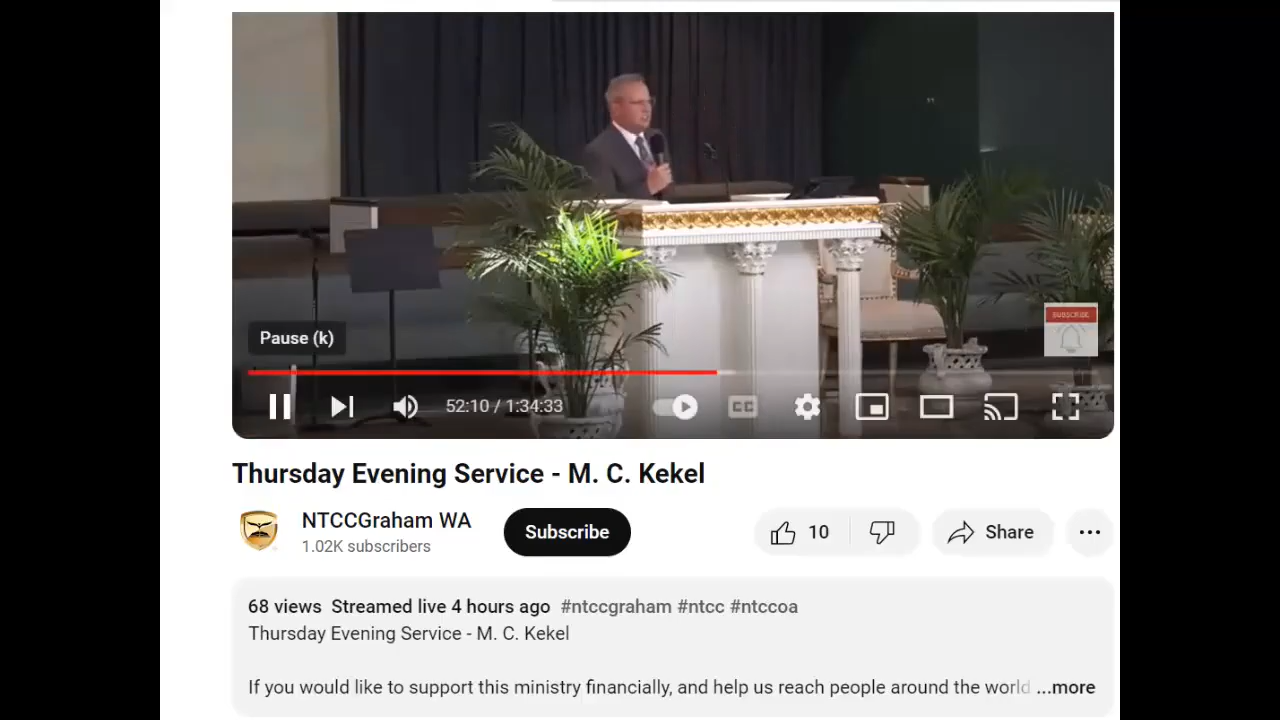 SUBSCRIBE
Pause (k)
52:10 / 1:34:33
CC
Thursday Evening Service - M. C. Kekel
NTCCGraham WA
1.02K subscribers
Subscribe
10
Share
68 views Streamed live 4 hours ago #ntccgraham #ntcc #ntccoa
Thursday Evening Service - M. C. Kekel
If you would like to support this ministry financially, and help us reach people around the world ...more